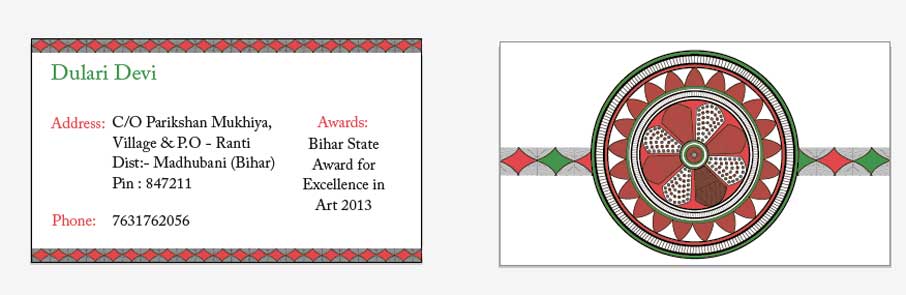 Dulari Devi
Address: C/O Parikshan Mukhiya,
Village & P.O - Ranti
Dist:- Madhubani (Bihar)
Pin : 847211
Phone: 7631762056
Awards:
Bihar State
Award for
Excellence in
Art 2013